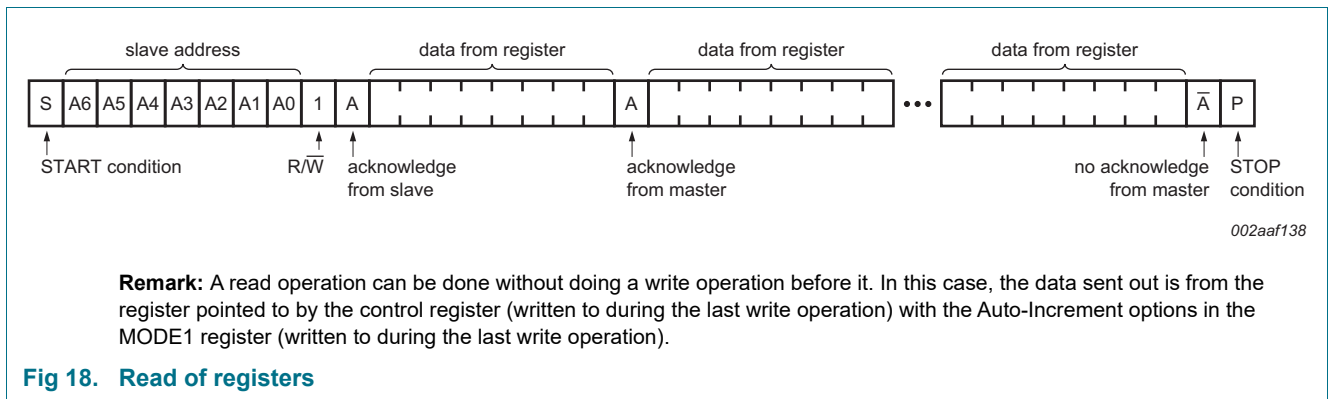 slave address data from register data from register data from register
S A6 A5 A4 A3 A2 A1 A0 1 A A ••• A̅ P
START condition R/W̅ acknowledge from slave acknowledge from master no acknowledge from master STOP condition
002aaf138
Remark: A read operation can be done without doing a write operation before it. In this case, the data sent out is from the
register pointed to by the control register (written to during the last write operation) with the Auto-Increment options in the
MODE1 register (written to during the last write operation).
Fig 18. Read of registers